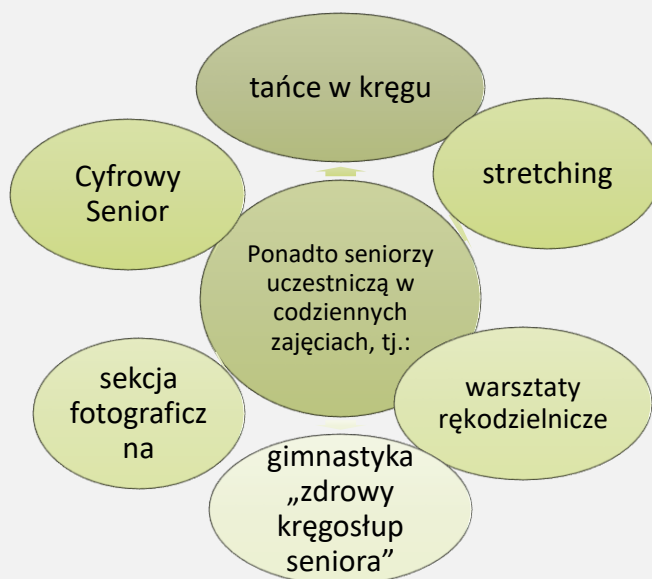 tańce w kręgu
stretching
Cyfrowy
Senior
Ponadto seniorzy
uczestniczą w
codziennych
zajęciach, tj.:
warsztaty
rękodzielnicze
sekcja
fotograficz
na
gimnastyka
„zdrowy
kręgosłup
seniora”